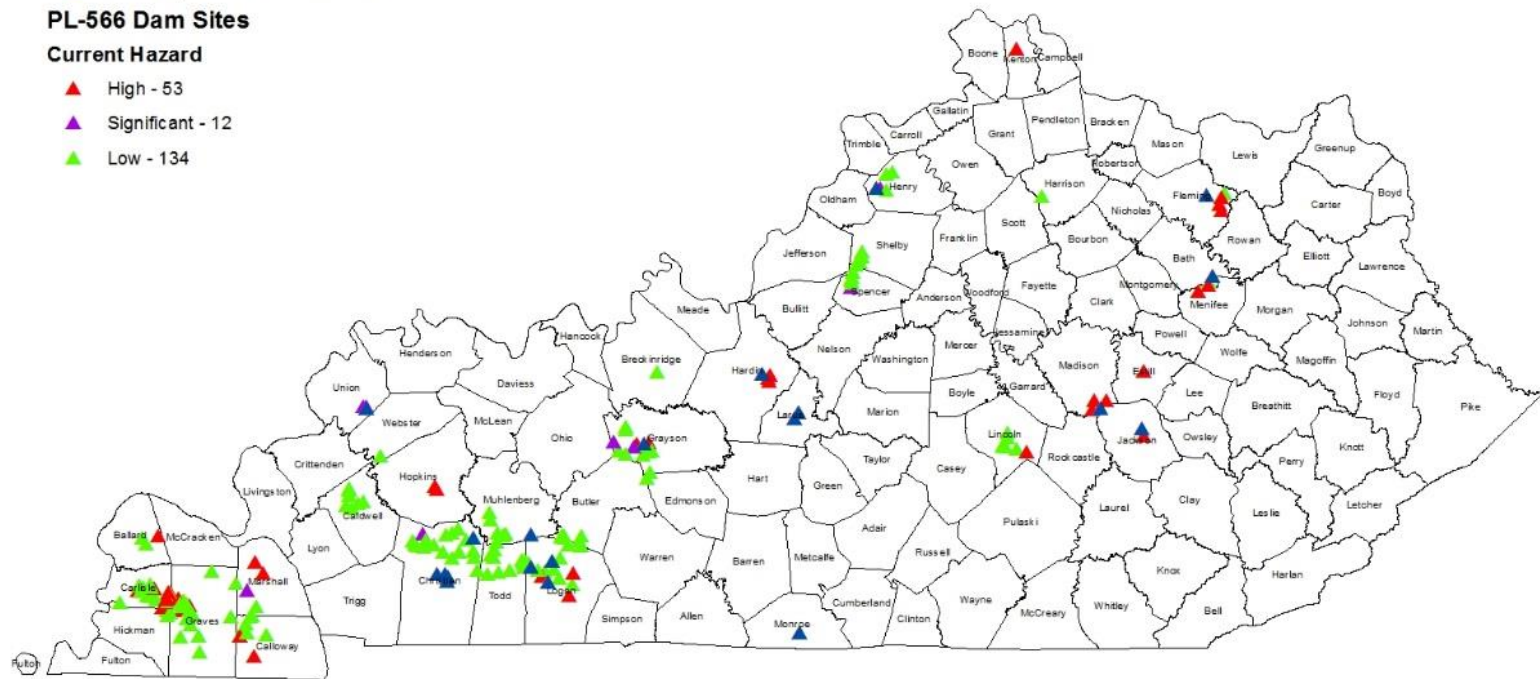 PL-566 Dam Sites
Current Hazard
High - 53
Significant - 12
Low - 134
Boone
Kenton
Campbell
Gallatin
Carroll
Trimble
Grant
Pendleton
Bracken
Mason
Lewis
Greenup
Owen
Robertson
Henry
Harrison
Fleming
Boyd
Oldham
Nicholas
Carter
Scott
Shelby
Franklin
Bourbon
Rowan
Jefferson
Bath
Elliott
Lawrence
Spencer
Anderson
Woodford
Fayette
Clark
Montgomery
Menifee
Morgan
Meade
Bullitt
Johnson
Martin
Hancock
Nelson
Washington
Mercer
Jessamine
Powell
Henderson
Breckinridge
Madison
Wolfe
Magoffin
Union
Daviess
Hardin
Estill
Garrard
Boyle
Lee
Floyd
Pike
Breathitt
Webster
McLean
Larue
Marion
Ohio
Grayson
Lincoln
Jackson
Owsley
Knott
Crittenden
Rockcastle
Taylor
Casey
Perry
Hopkins
Hart
Green
Livingston
Muhlenberg
Butler
Edmonson
Clay
Letcher
Laurel
Leslie
Caldwell
Pulaski
Adair
Ballard
McCracken
Lyon
Warren
Barren
Metcalfe
Russell
Knox
Harlan
Carlisle
Marshall
Christian
Todd
Logan
Trigg
Simpson
Allen
Monroe
Cumberland
Clinton
Wayne
McCreary
Whitley
Bell
Hickman
Graves
Calloway
Fulton
Fulton